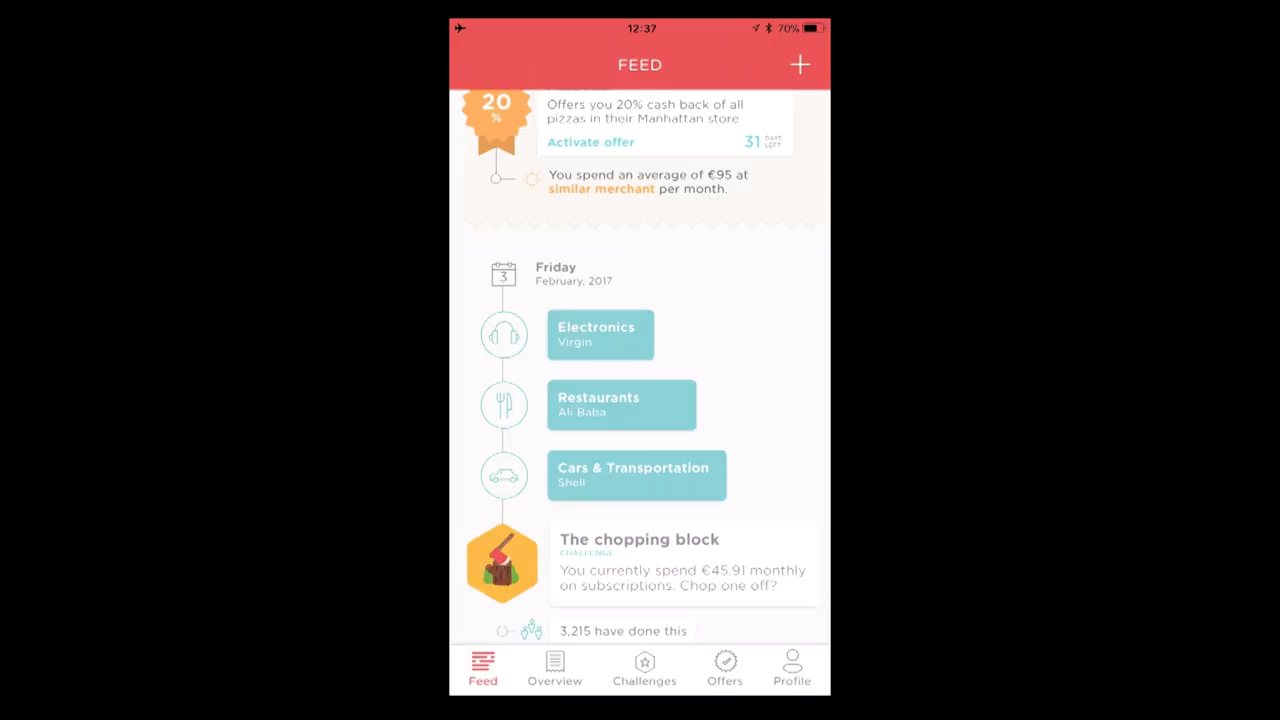 12:37
70%
FEED
20
%
Offers you 20% cash back of all
pizzas in their Manhattan store
Activate offer
31 DAYS LEFT
You spend an average of €95 at
similar merchant per month.
3
Friday
February, 2017
Electronics
Virgin
Restaurants
Ali Baba
Cars & Transportation
Shell
The chopping block
CHALLENGE
You currently spend €45.91 monthly
on subscriptions. Chop one off?
3,215 have done this
Feed
Overview
Challenges
Offers
Profile